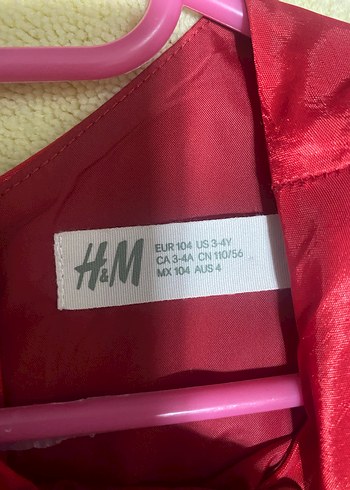 H&M
EUR 104 US 3-4Y
CA 3-4A CN 110/56
MX 104 AUS 4